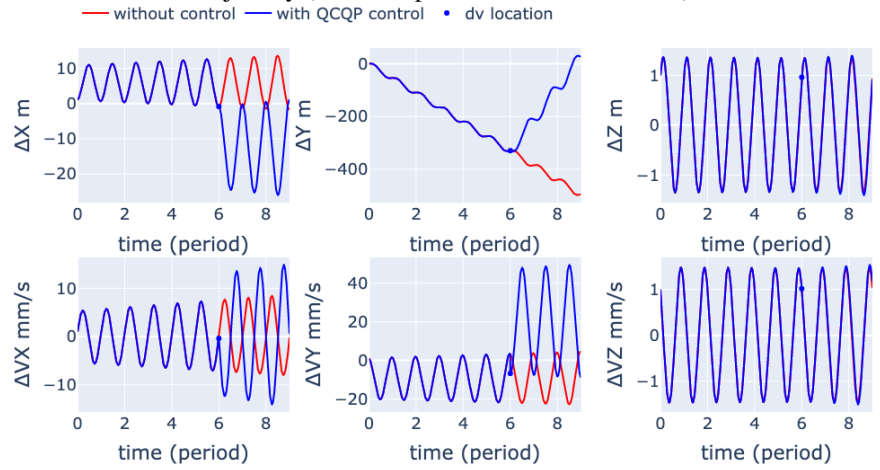 without control with QCQP control dv location
ΔX m
10
0
−10
−20
0 2 4 6 8
time (period)
ΔY m
0
−200
−400
0 2 4 6 8
time (period)
ΔZ m
1
0
−1
0 2 4 6 8
time (period)
ΔVX mm/s
10
0
−10
0 2 4 6 8
time (period)
ΔVY mm/s
40
20
0
−20
0 2 4 6 8
time (period)
ΔVZ mm/s
1
0
−1
0 2 4 6 8
time (period)